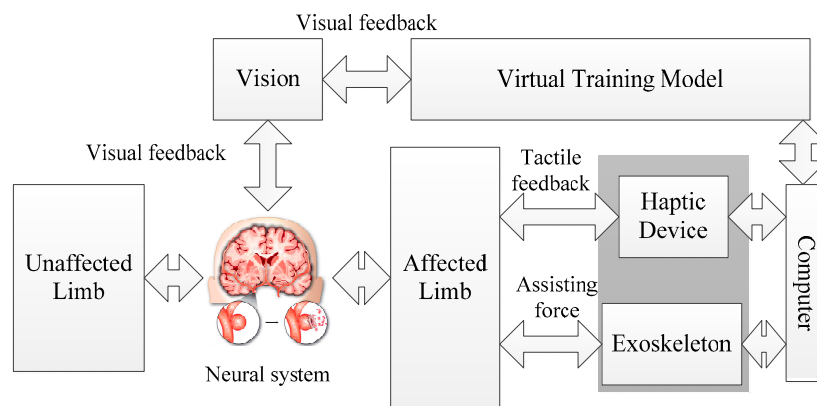 Visual feedback
Vision
Virtual Training Model
Visual feedback
Tactile
feedback
Haptic
Device
Unaffected
Limb
Affected
Limb
Computer
Assisting
force
Exoskeleton
Neural system